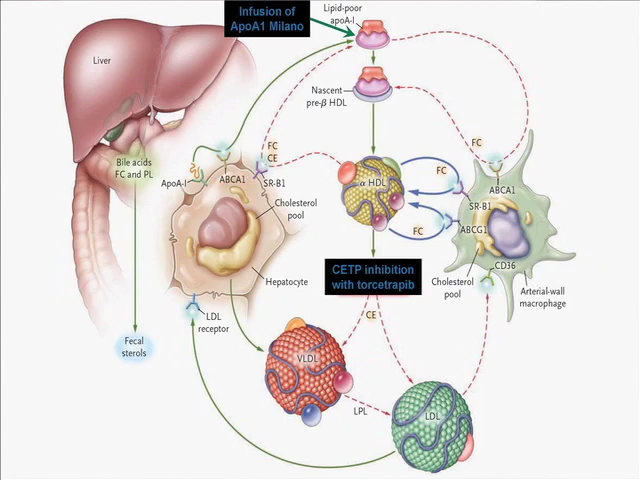 Infusion of
ApoA1 Milano
Lipid-poor
apoA-I
Liver
Nascent
pre-β HDL
FC
Bile acids
FC and PL
ApoA-I
ABCA1
FC
CE
SR-B1
α HDL
FC
ABCA1
SR-B1
Cholesterol
pool
FC
ABCG1
CD36
Hepatocyte
CETP inhibition
with torcetrapib
Cholesterol
pool
Arterial-wall
macrophage
LDL
receptor
CE
Fecal
sterols
VLDL
LPL
LDL